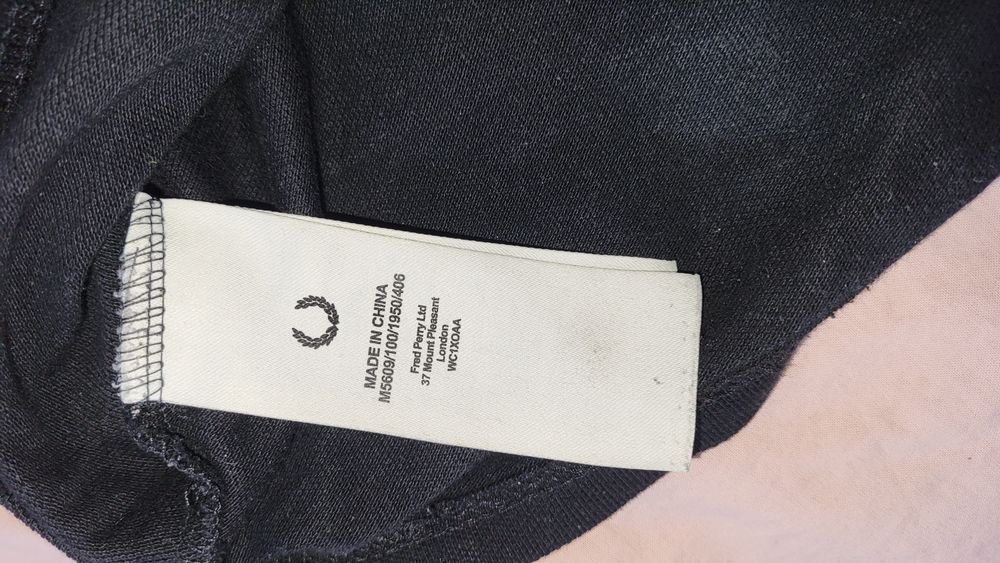 MADE IN CHINA
M5609/100/1950/406
Fred Perry Ltd
37 Mount Pleasant
London
WC1X0AA